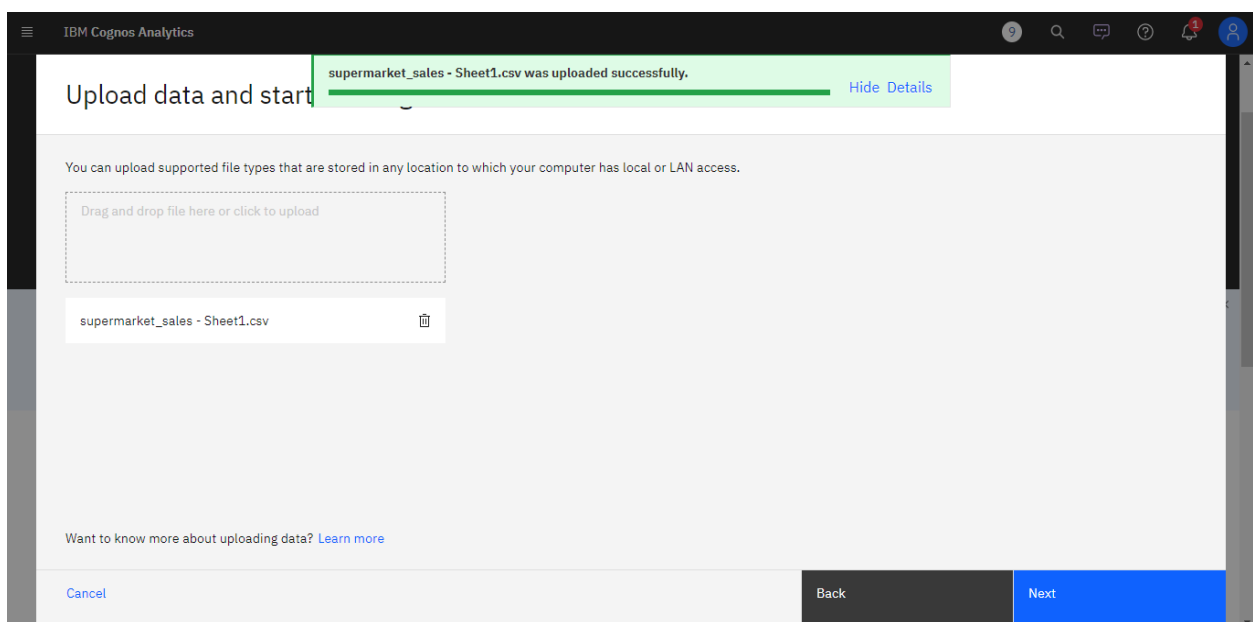 IBM Cognos Analytics
9
1
supermarket_sales - Sheet1.csv was uploaded successfully.
Hide Details
Upload data and start
You can upload supported file types that are stored in any location to which your computer has local or LAN access.
Drag and drop file here or click to upload
supermarket_sales - Sheet1.csv
Want to know more about uploading data? Learn more
Cancel
Back
Next